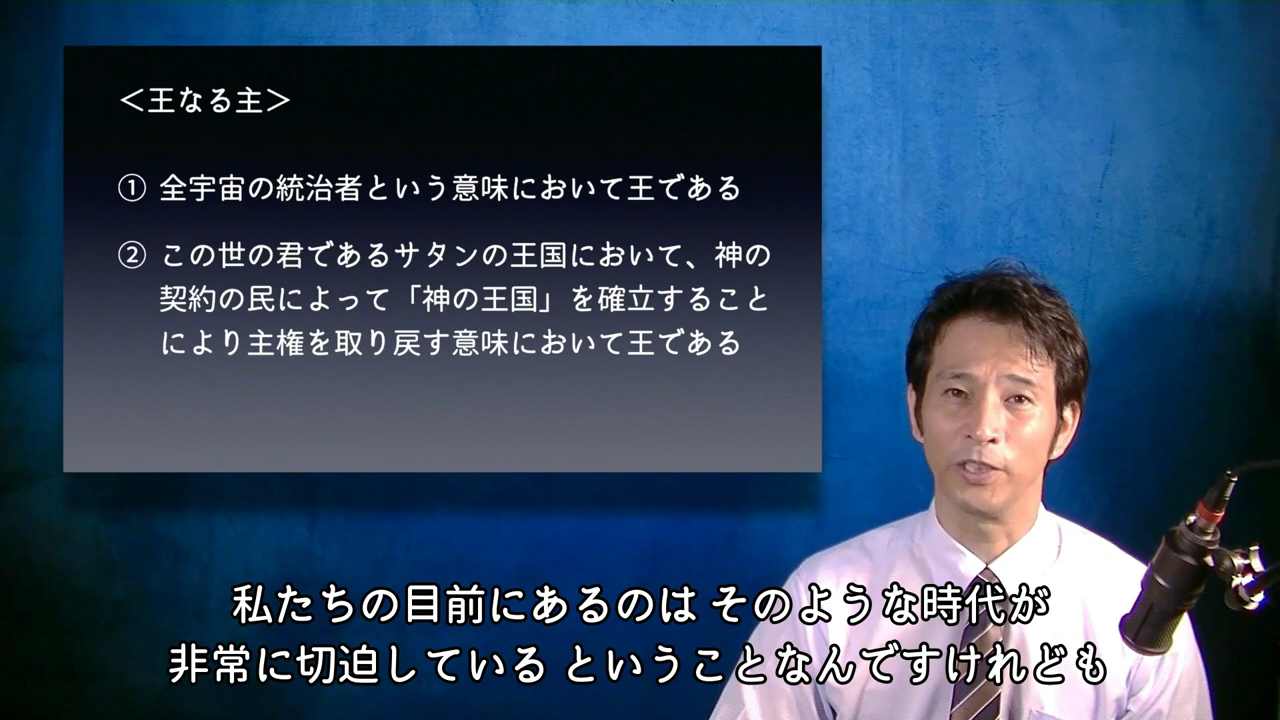 ＜王なる主＞
① 全宇宙の統治者という意味において王である
② この世の君であるサタンの王国において、神の
契約の民によって「神の王国」を確立すること
により主権を取り戻す意味において王である
私たちの目前にあるのは そのような時代が
非常に切迫している ということなんですけれども